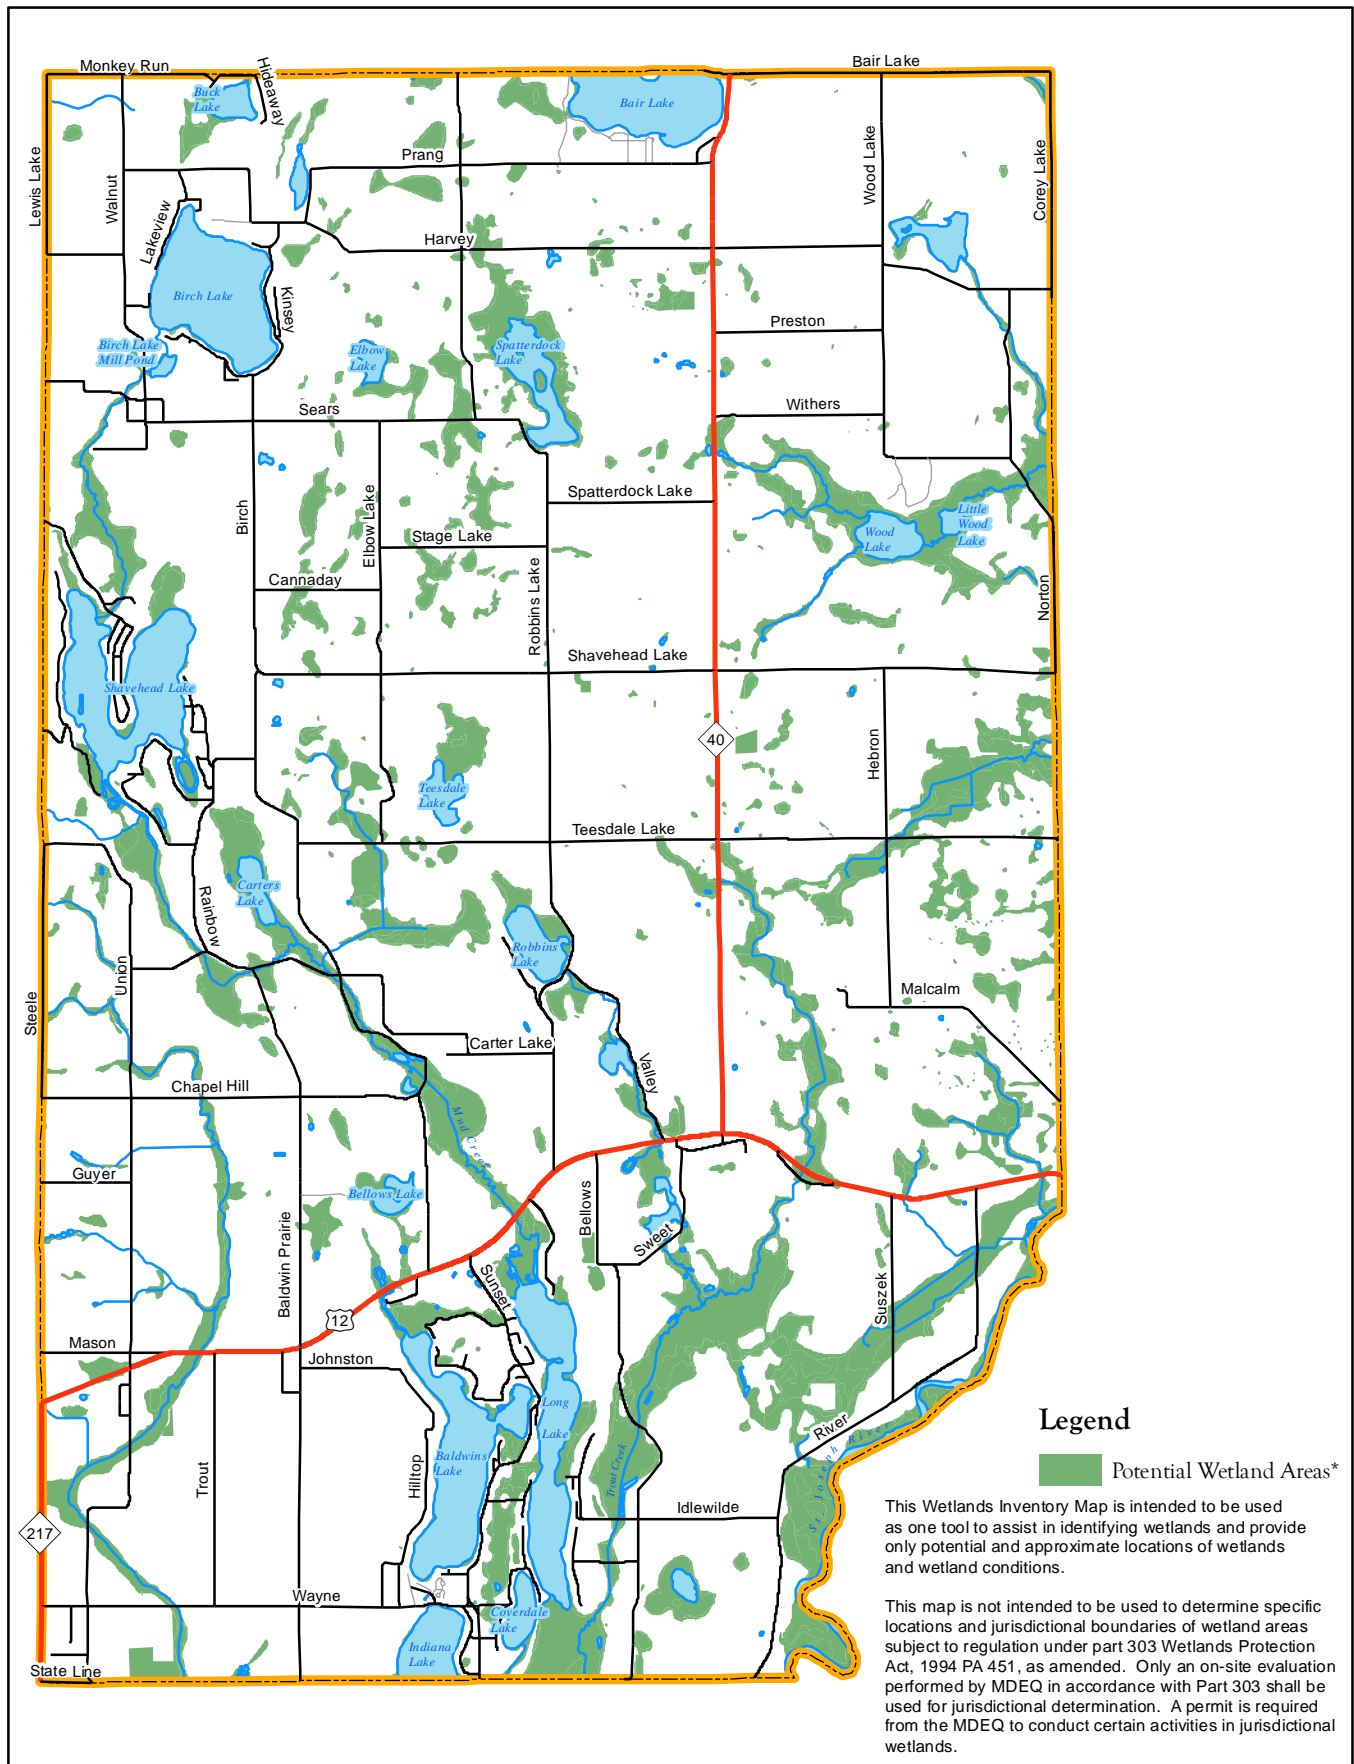 Monkey Run
Hideaway
Bair Lake
Buck
Lake
Bair Lake
Lewis Lake
Walnut
Prang
Wood Lake
Corey Lake
Lakeview
Harvey
Birch Lake
Kinsey
Preston
Birch Lake
Mill Pond
Elbow
Lake
Spatterdock
Lake
Sears
Withers
Birch
Elbow Lake
Spatterdock Lake
Little
Wood
Lake
Wood
Lake
Stage Lake
Cannaday
Robbins Lake
Norton
Shavehead Lake
Shavehead Lake
40
Hebron
Teesdale
Lake
Teesdale Lake
Carters
Lake
Rainbow
Robbins
Lake
Union
Steele
Malcalm
Carter Lake
Valley
Chapel Hill
Mud Creek
Guyer
Bellows Lake
Bellows
Baldwin Prairie
Sweet
Sunset
Suszek
12
Mason
Johnston
Long
Lake
River
St. Joseph River
Baldwins
Lake
Hilltop
Trout
Trout Creek
Idlewilde
217
Wayne
Coverdale
Lake
Indiana
Lake
State Line
Legend
Potential Wetland Areas*
This Wetlands Inventory Map is intended to be used
as one tool to assist in identifying wetlands and provide
only potential and approximate locations of wetlands
and wetland conditions.
This map is not intended to be used to determine specific
locations and jurisdictional boundaries of wetland areas
subject to regulation under part 303 Wetlands Protection
Act, 1994 PA 451, as amended. Only an on-site evaluation
performed by MDEQ in accordance with Part 303 shall be
used for jurisdictional determination. A permit is required
from the MDEQ to conduct certain activities in jurisdictional
wetlands.